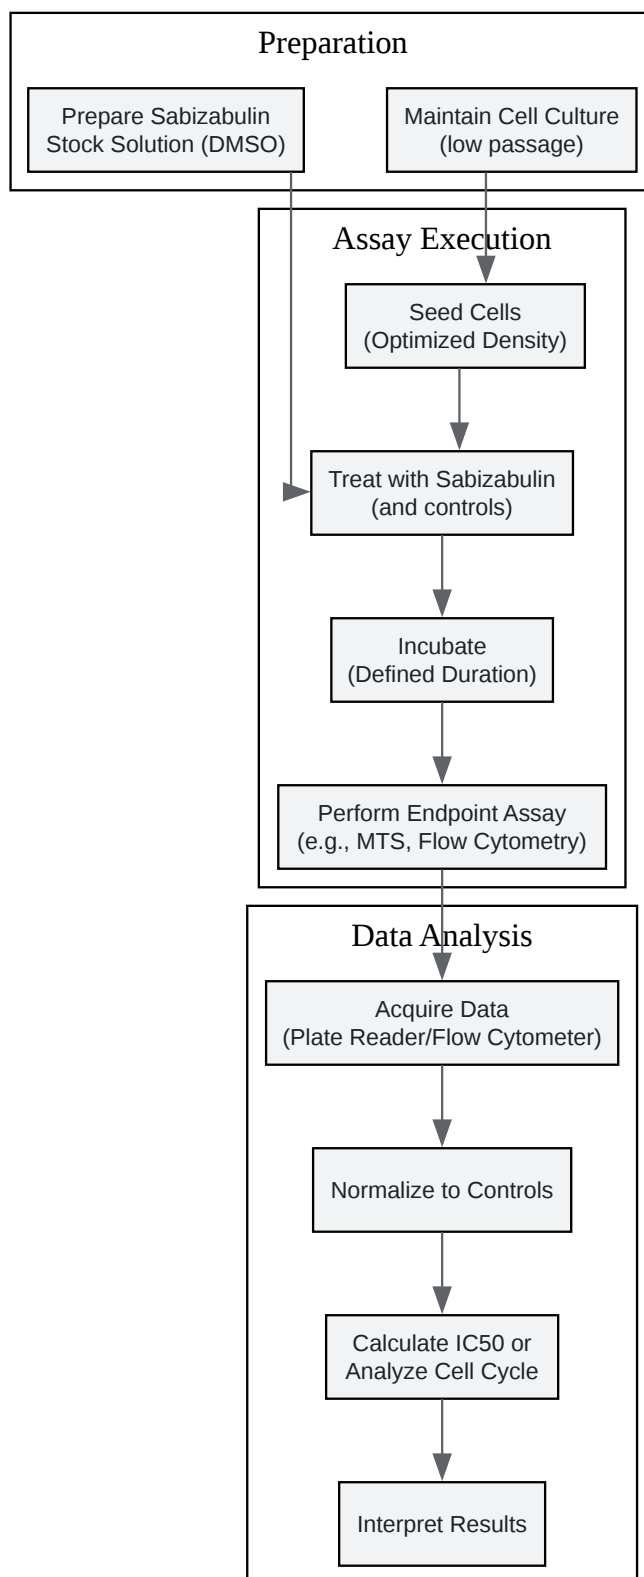 Preparation
Prepare Sabizabulin
Stock Solution (DMSO)
Maintain Cell Culture
(low passage)
Assay Execution
Seed Cells
(Optimized Density)
Treat with Sabizabulin
(and controls)
Incubate
(Defined Duration)
Perform Endpoint Assay
(e.g., MTS, Flow Cytometry)
Data Analysis
Acquire Data
(Plate Reader/Flow Cytometer)
Normalize to Controls
Calculate IC50 or
Analyze Cell Cycle
Interpret Results